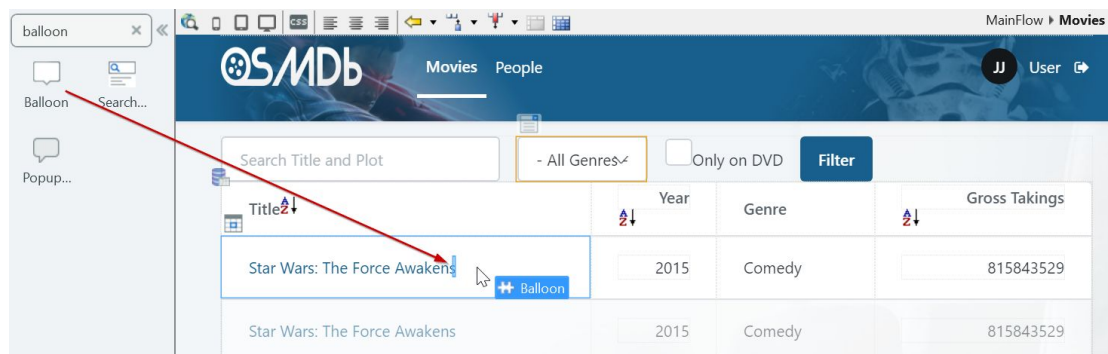 balloon
Balloon
Search...
Popup...
css
MainFlow ▸ Movies
OSMDb
Movies People
JJ User
Search Title and Plot
- All Genres
Only on DVD
Filter
Title
Year
Genre
Gross Takings
Star Wars: The Force Awakens 2015 Comedy 815843529
Balloon
Star Wars: The Force Awakens 2015 Comedy 815843529